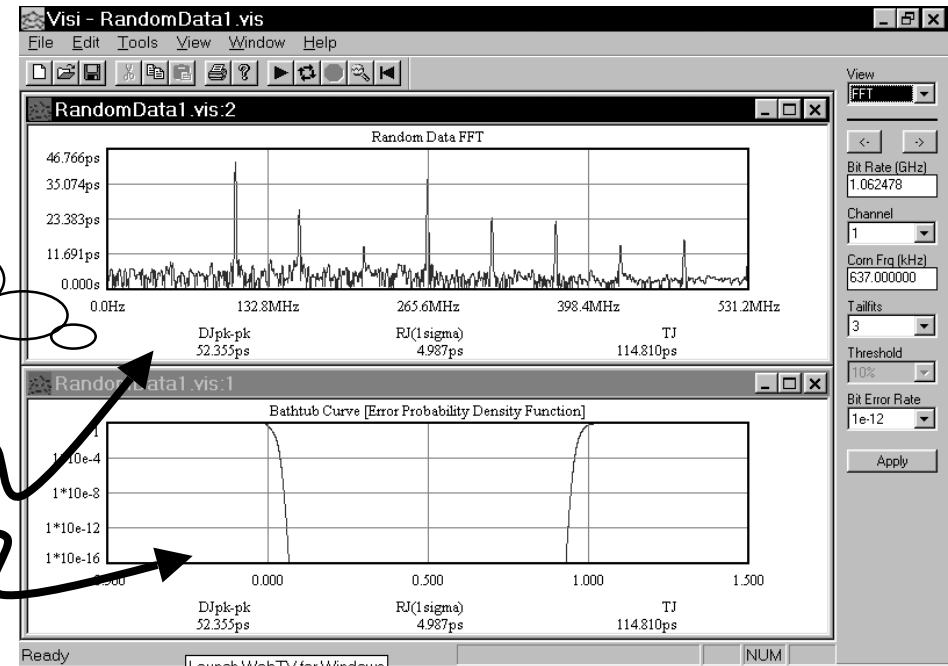 Visi - RandomData1.vis
File Edit Tools View Window Help
RandomData1.vis:2
Random Data FFT
46.766ps
35.074ps
23.383ps
11.691ps
0.000s
0.0Hz 132.8MHz 265.6MHz 398.4MHz 531.2MHz
DJpk-pk RJ(1sigma) TJ
52.355ps 4.987ps 114.810ps
RandomData1.vis:1
Bathtub Curve [Error Probability Density Function]
1
1*10e-4
1*10e-8
1*10e-12
1*10e-16
0.000 0.500 1.000 1.500
DJpk-pk RJ(1sigma) TJ
52.355ps 4.987ps 114.810ps
View
FFT
<- ->
Bit Rate (GHz)
1.062478
Channel
1
Corn Frq (kHz)
637.000000
Tailfits
3
Threshold
10%
Bit Error Rate
1e-12
Apply
Ready
Launch WebTV for Windows
NUM